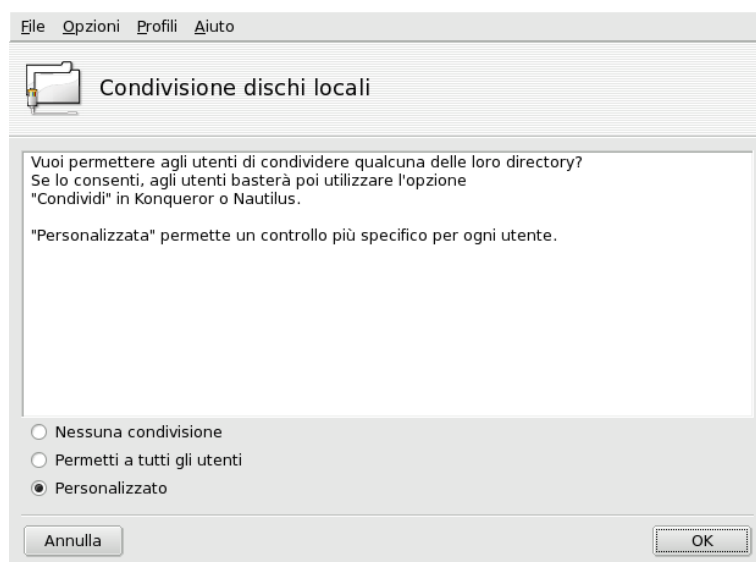 File Opzioni Profili Aiuto
Condivisione dischi locali
Vuoi permettere agli utenti di condividere qualcuna delle loro directory?
Se lo consenti, agli utenti basterà poi utilizzare l'opzione
"Condividi" in Konqueror o Nautilus.
"Personalizzata" permette un controllo più specifico per ogni utente.
Nessuna condivisione
Permetti a tutti gli utenti
Personalizzato
Annulla OK